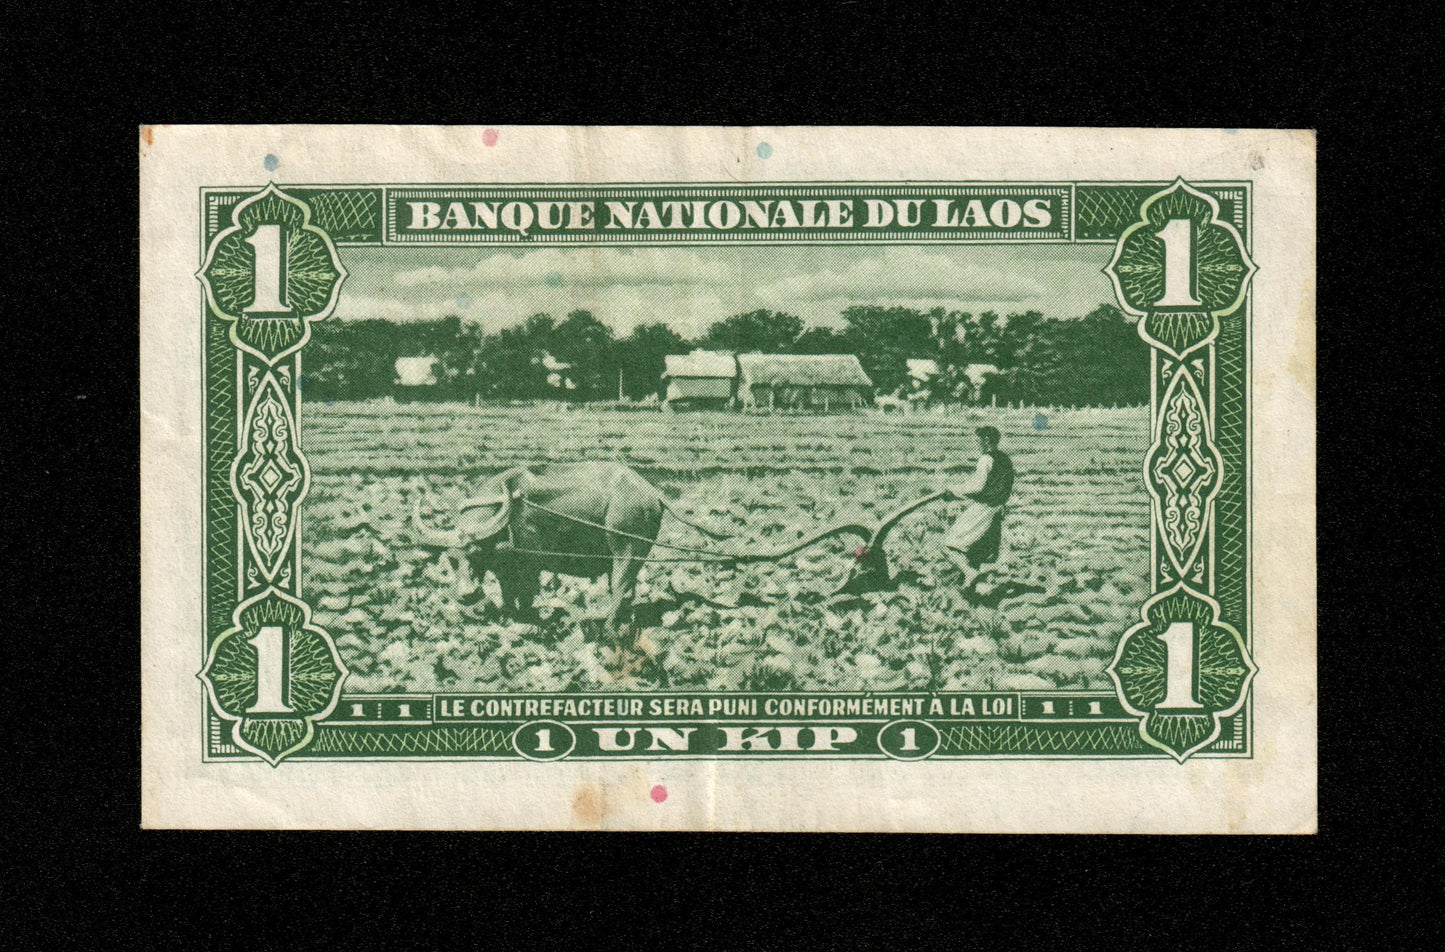 1 BANQUE NATIONALE DU LAOS 1
1 1 1 LE CONTREFACTEUR SERA PUNI CONFORMÉMENT À LA LOI 1 1 1
1 UN KIP 1